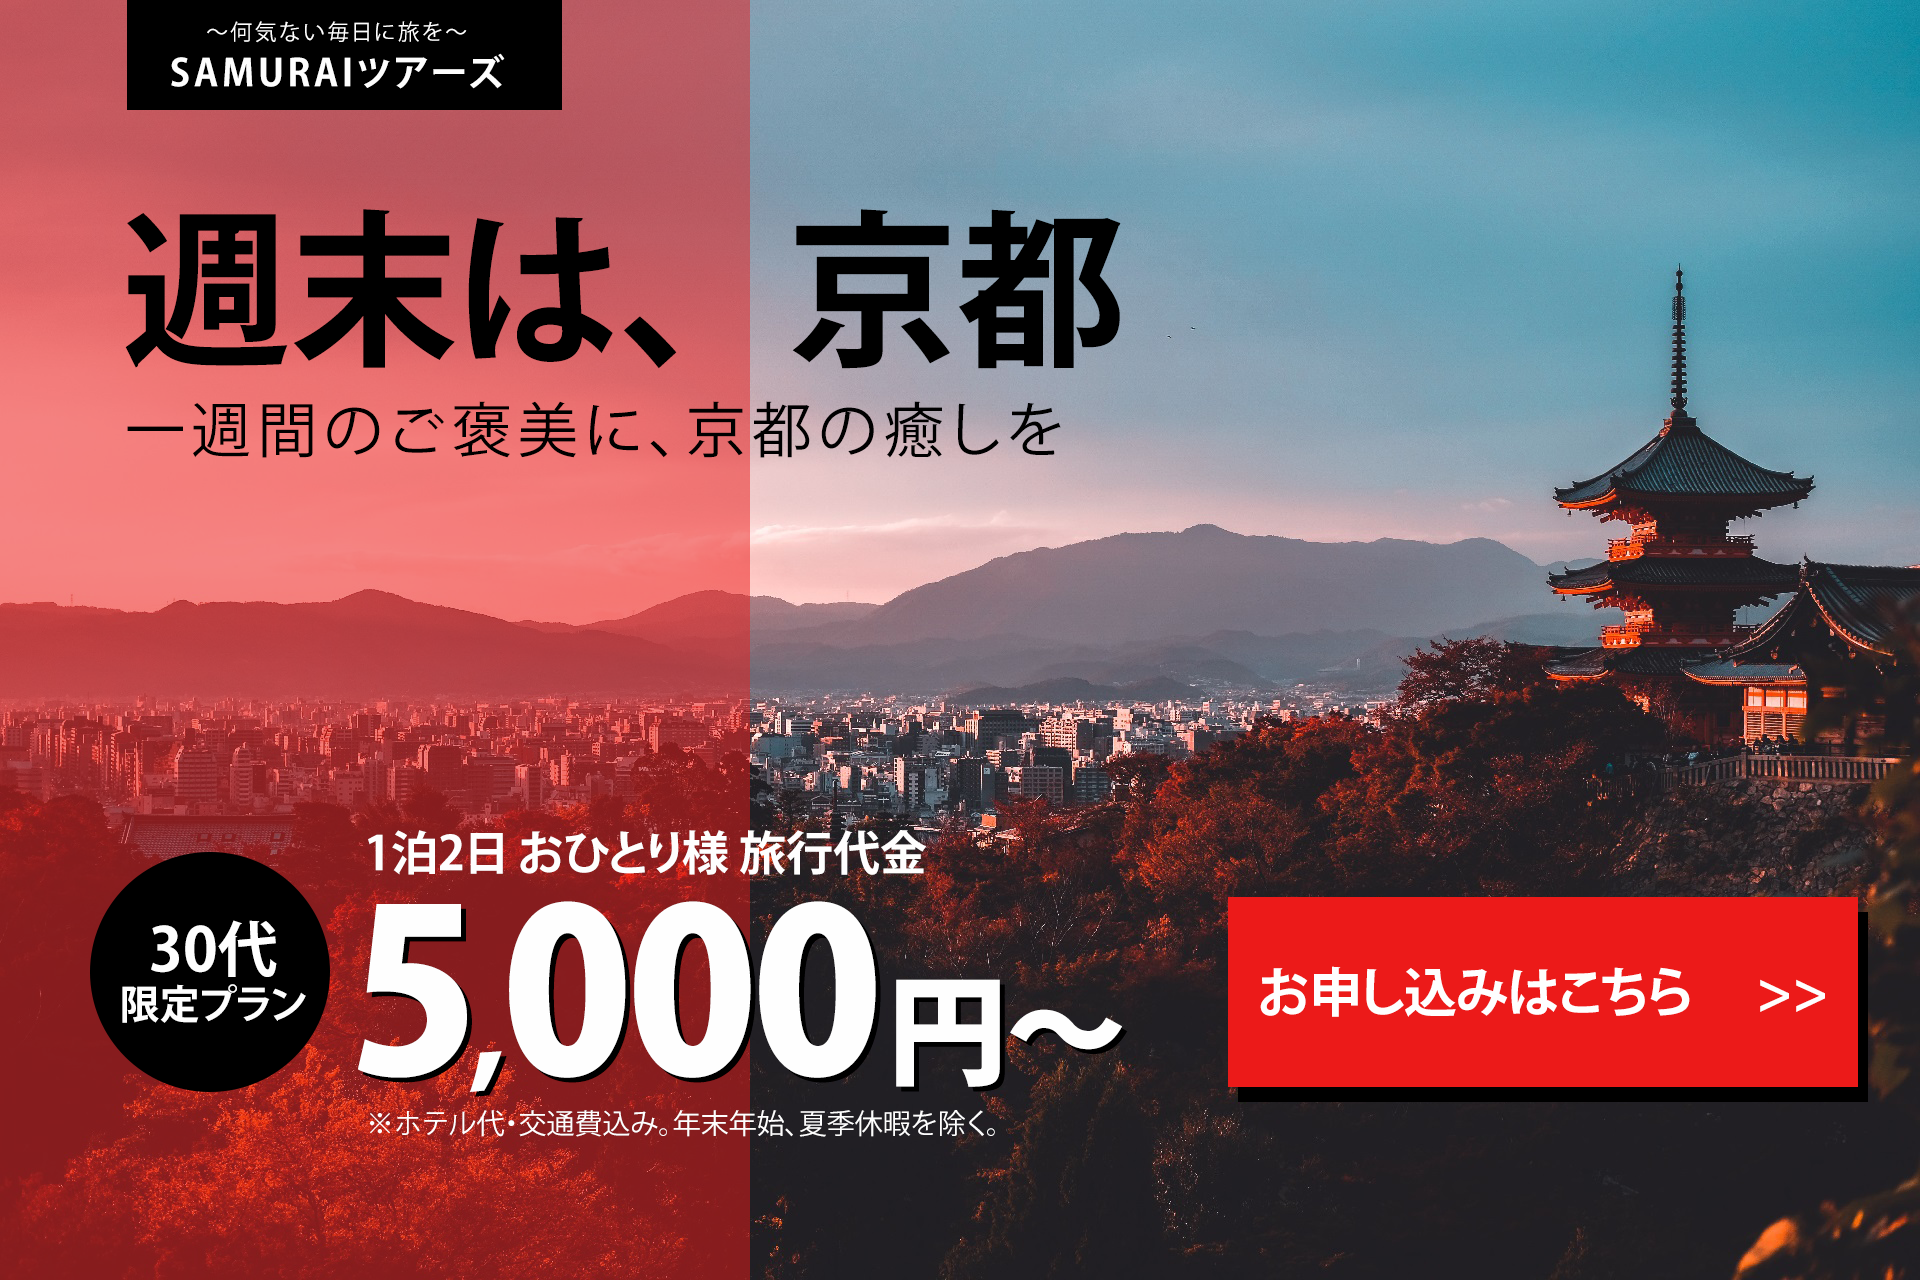 ～何気ない毎日に旅を～
SAMURAIツアーズ
週末は、京都
一週間のご褒美に、京都の癒しを
1泊2日 おひとり様 旅行代金
30代
限定プラン
5,000円～
お申し込みはこちら >>
※ホテル代・交通費込み。年末年始、夏季休暇を除く。